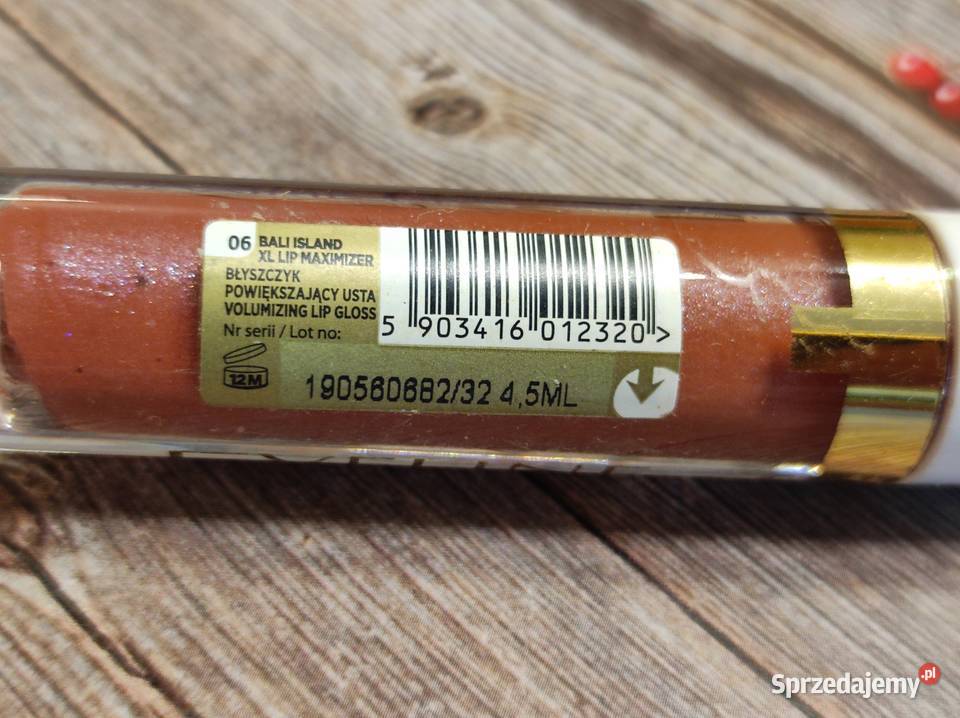 06 BALI ISLAND
XL LIP MAXIMIZER
BŁYSZCZYK
POWIĘKSZAJĄCY USTA
VOLUMIZING LIP GLOSS
Nr serii / Lot no:
5 903416 012320 >
12M
190560682/32 4,5ML
Sprzedajemy.pl